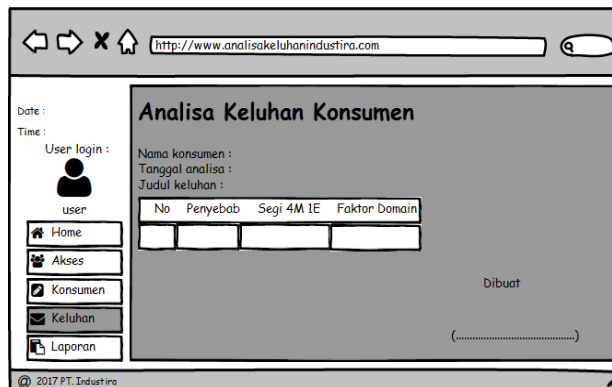 http://www.analisakeluhanindustira.com
Date :
Time :
User login :
user
Home
Akses
Konsumen
Keluhan
Laporan
Analisa Keluhan Konsumen
Nama konsumen :
Tanggal analisa :
Judul keluhan :
No Penyebab Segi 4M 1E Faktor Domain
Dibuat
(........................................)
@ 2017 PT. Industira